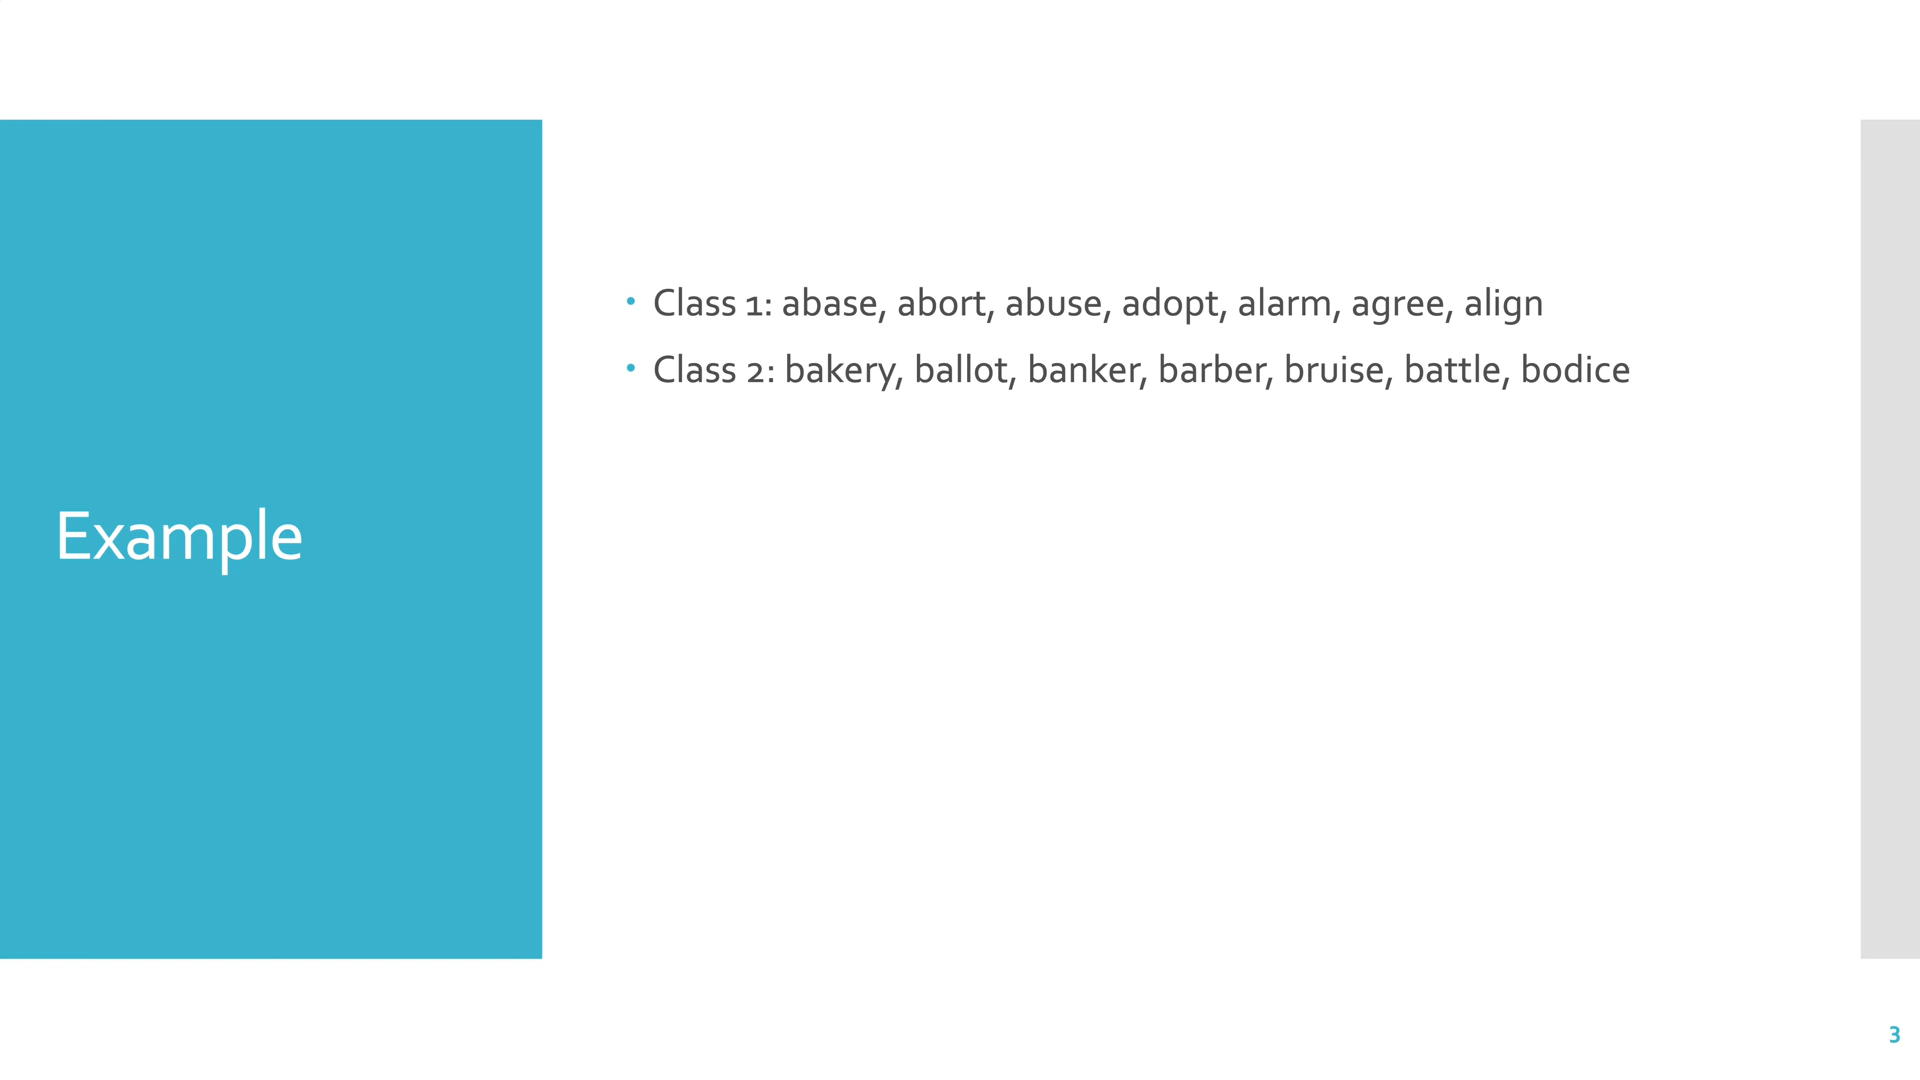 Example
• Class 1: abase, abort, abuse, adopt, alarm, agree, align
• Class 2: bakery, ballot, banker, barber, bruise, battle, bodice
3